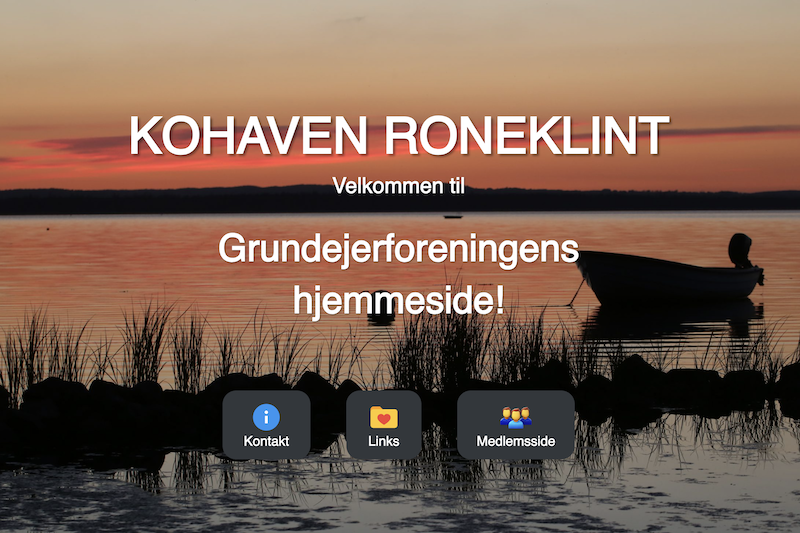 KOHAVEN RONEKLINT
Velkommen til
Grundejerforeningens
hjemmeside!
Kontakt
Links
Medlemsside